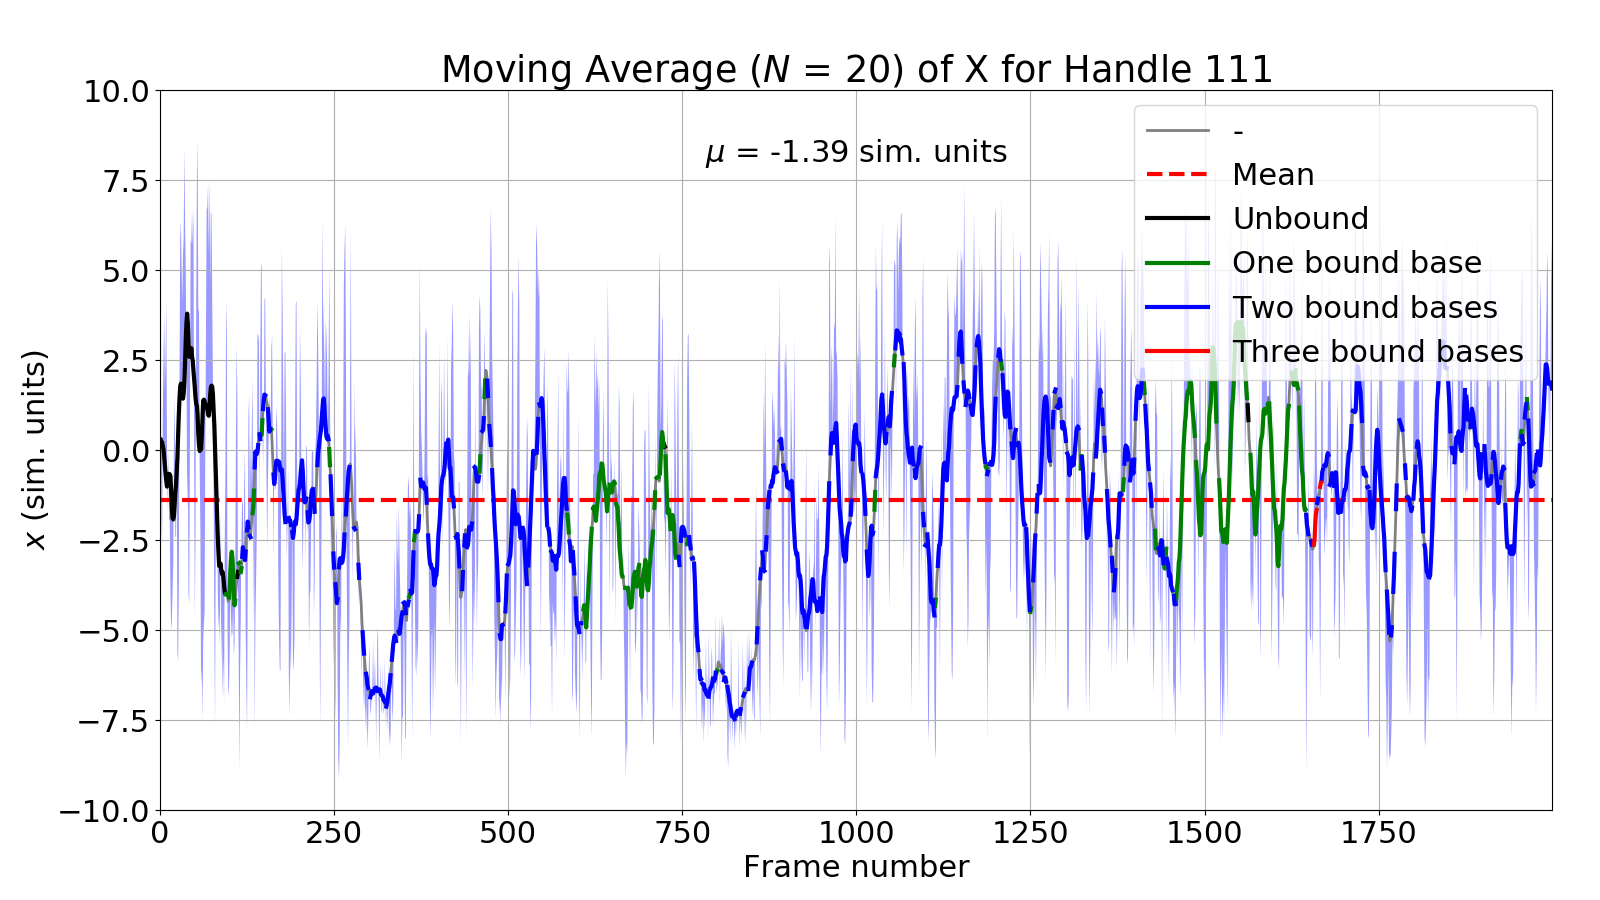 Moving Average (N = 20) of X for Handle 111
μ = -1.39 sim. units
-
Mean
Unbound
One bound base
Two bound bases
Three bound bases
x (sim. units)
10.0
7.5
5.0
2.5
0.0
−2.5
−5.0
−7.5
−10.0
0 250 500 750 1000 1250 1500 1750
Frame number